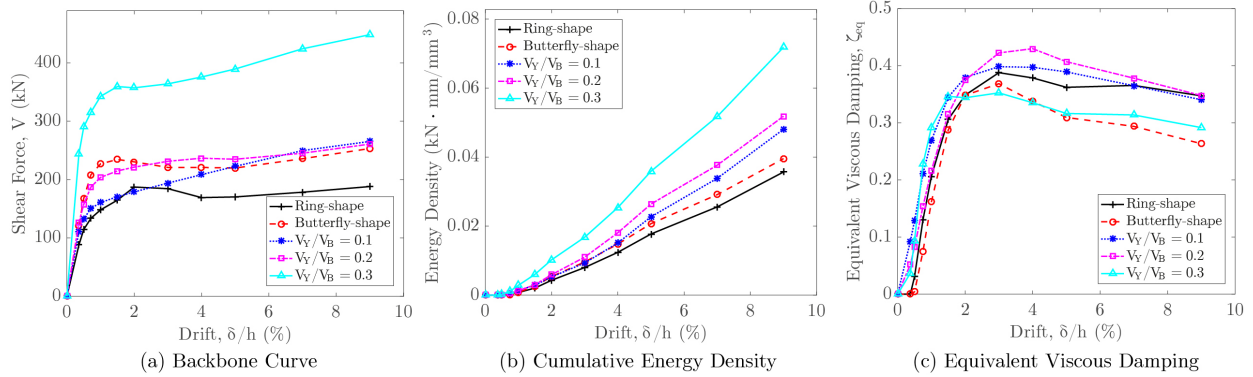 Shear Force, V (kN)
400
300
200
100
0
0 2 4 6 8 10
Drift, δ/h (%)
Ring-shape
Butterfly-shape
V_Y/V_B = 0.1
V_Y/V_B = 0.2
V_Y/V_B = 0.3
(a) Backbone Curve
Energy Density (kN · mm/mm³)
0.08
0.06
0.04
0.02
0
0 2 4 6 8 10
Drift, δ/h (%)
Ring-shape
Butterfly-shape
V_Y/V_B = 0.1
V_Y/V_B = 0.2
V_Y/V_B = 0.3
(b) Cumulative Energy Density
Equivalent Viscous Damping, ζ_eq
0.5
0.4
0.3
0.2
0.1
0
0 2 4 6 8 10
Drift, δ/h (%)
Ring-shape
Butterfly-shape
V_Y/V_B = 0.1
V_Y/V_B = 0.2
V_Y/V_B = 0.3
(c) Equivalent Viscous Damping